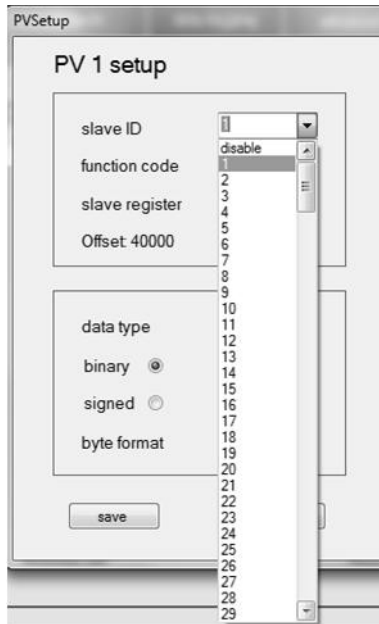 PVSetup
PV 1 setup
slave ID 1
disable
function code 1
2
slave register 3
4
5
Offset: 40000 6
7
8
9
10
11
data type 12
13
binary 14
15
signed 16
17
byte format 18
19
20
21
22
save 23
24
25
26
27
28
29